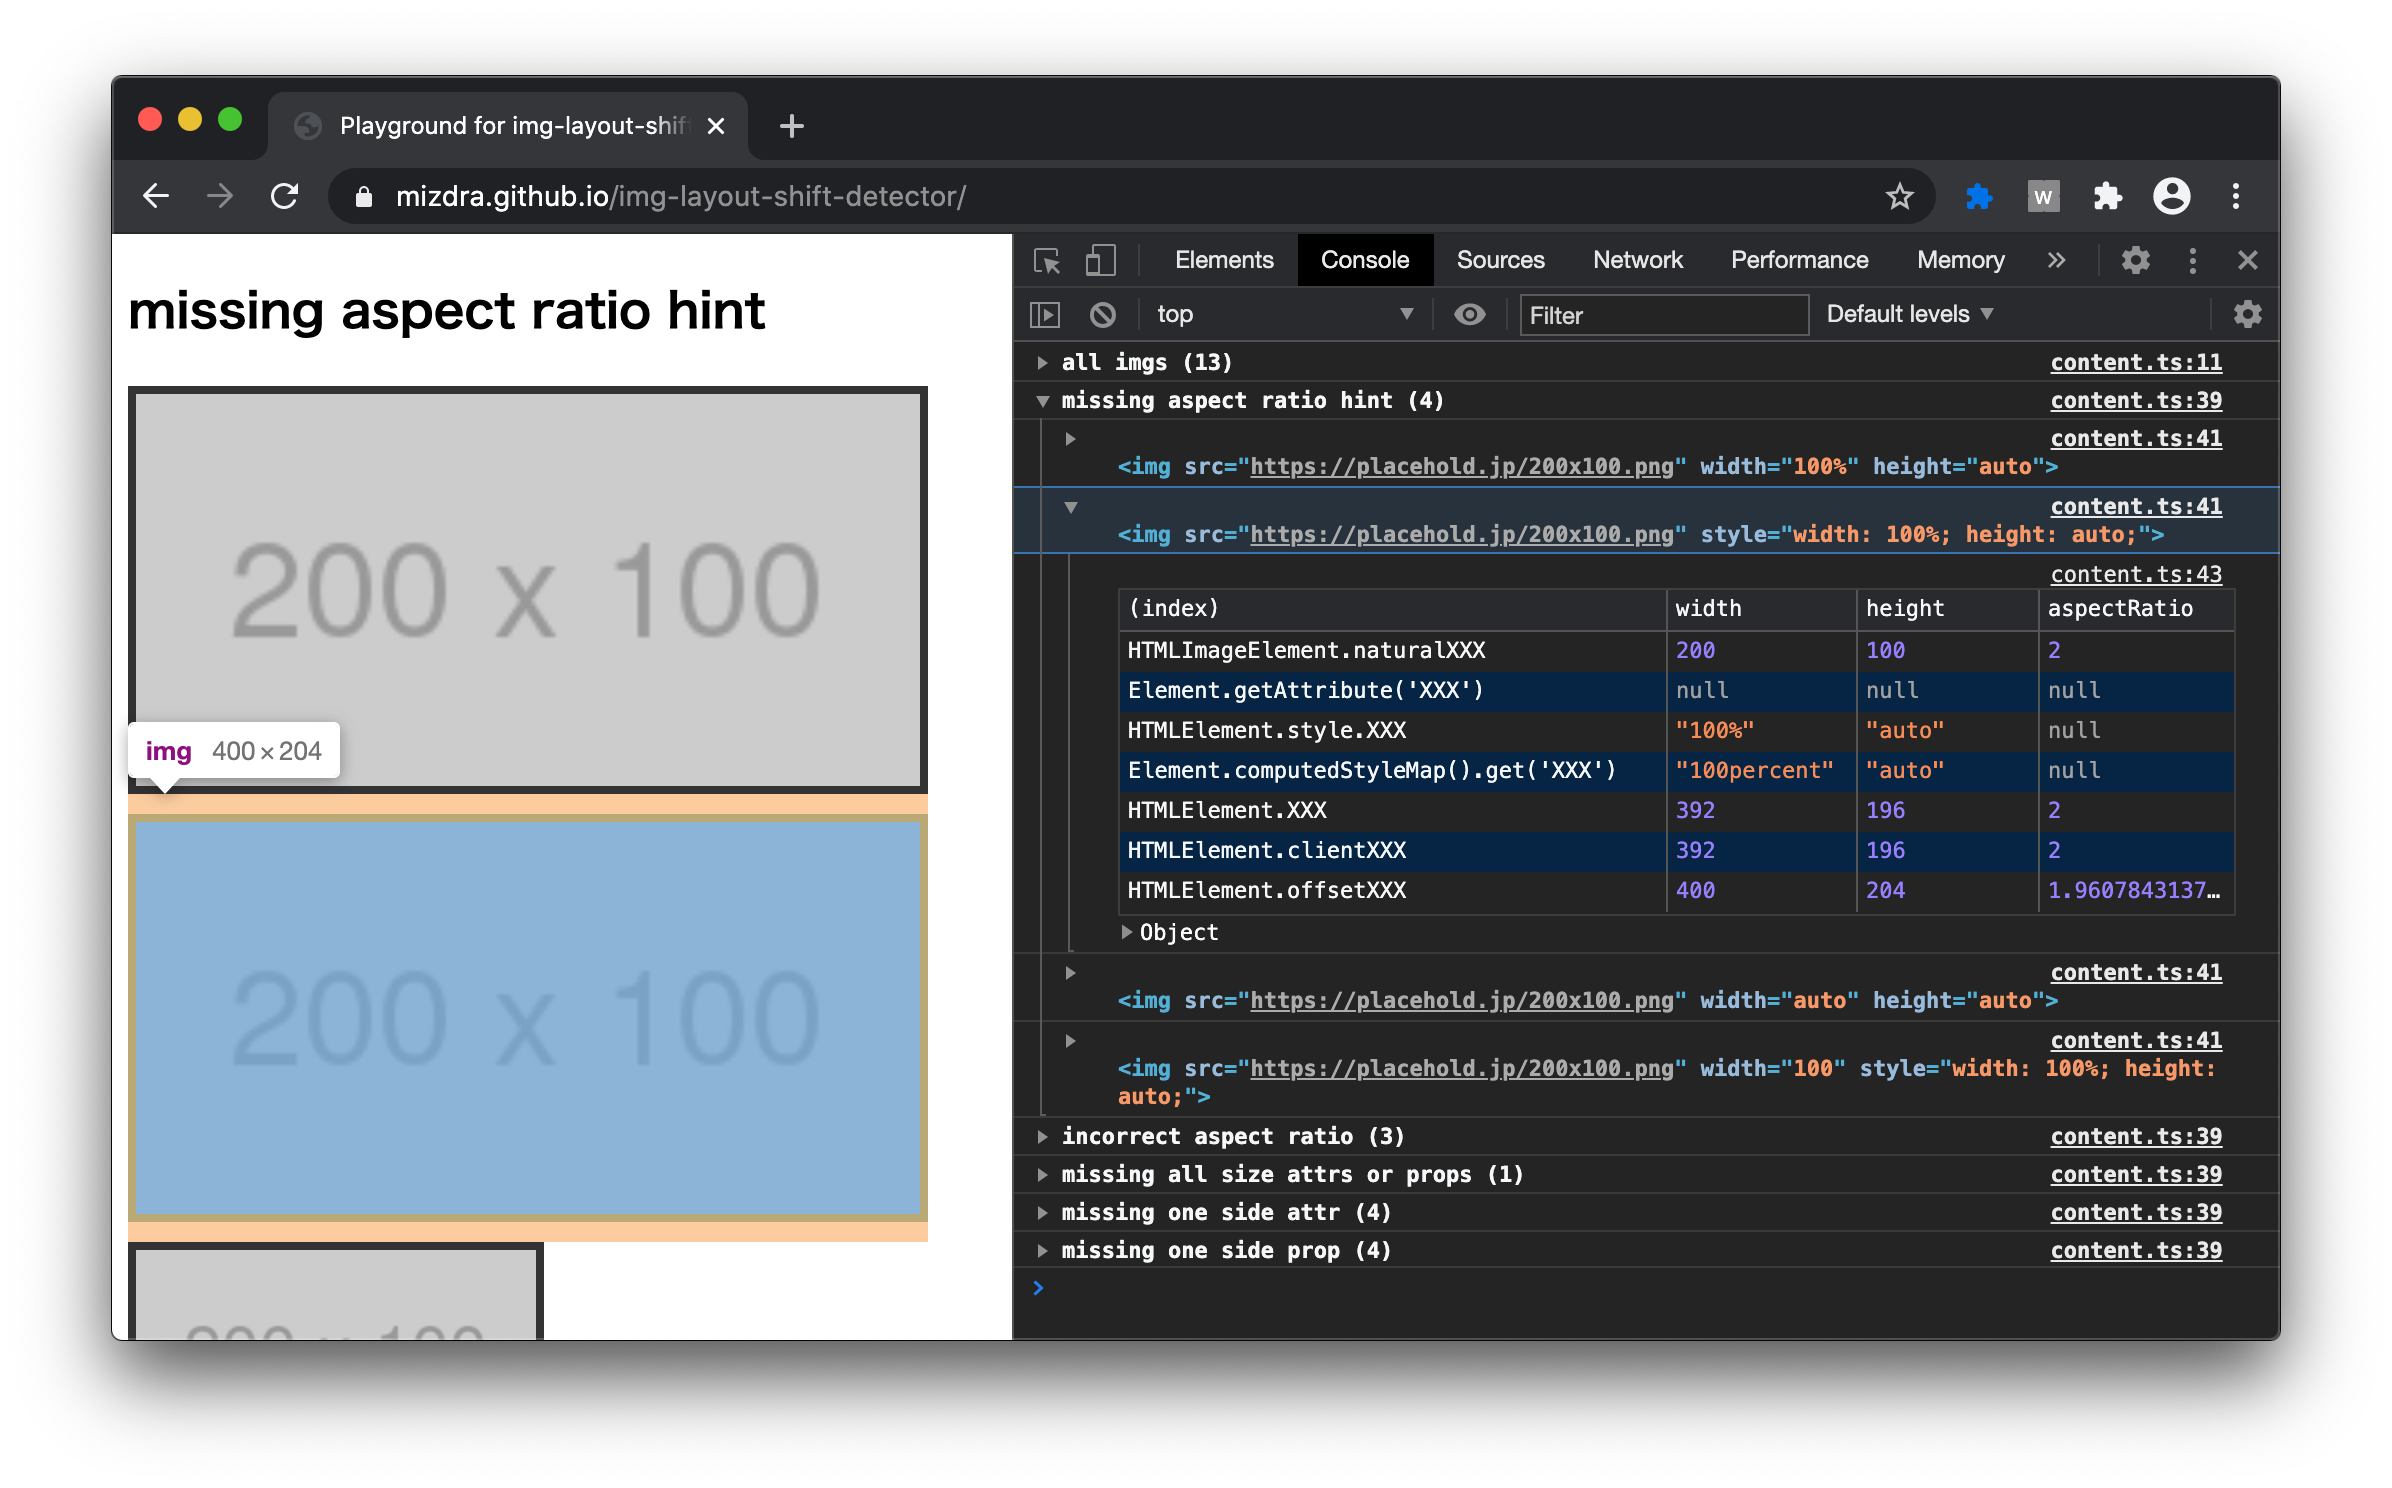 Playground for img-layout-shif
mizdra.github.io/img-layout-shift-detector/
W
missing aspect ratio hint
200 x 100
img 400 × 204
200 x 100
200 x 100
Elements Console Sources Network Performance Memory »
top Filter Default levels
all imgs (13) content.ts:11
missing aspect ratio hint (4) content.ts:39
content.ts:41
<img src="https://placehold.jp/200x100.png" width="100%" height="auto">
content.ts:41
<img src="https://placehold.jp/200x100.png" style="width: 100%; height: auto;">
content.ts:43
(index) width height aspectRatio
HTMLImageElement.naturalXXX 200 100 2
Element.getAttribute('XXX') null null null
HTMLElement.style.XXX "100%" "auto" null
Element.computedStyleMap().get('XXX') "100percent" "auto" null
HTMLElement.XXX 392 196 2
HTMLElement.clientXXX 392 196 2
HTMLElement.offsetXXX 400 204 1.9607843137…
Object
content.ts:41
<img src="https://placehold.jp/200x100.png" width="auto" height="auto">
content.ts:41
<img src="https://placehold.jp/200x100.png" width="100" style="width: 100%; height:
auto;">
incorrect aspect ratio (3) content.ts:39
missing all size attrs or props (1) content.ts:39
missing one side attr (4) content.ts:39
missing one side prop (4) content.ts:39